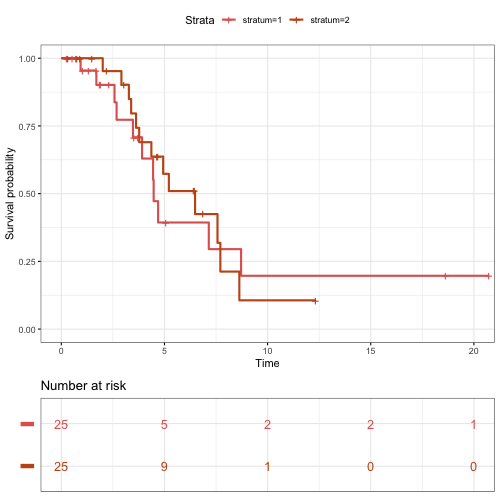 Strata stratum=1 stratum=2
1.00
0.75
0.50
0.25
0.00
Survival probability
0 5 10 15 20
Time
Number at risk
25 5 2 2 1
25 9 1 0 0